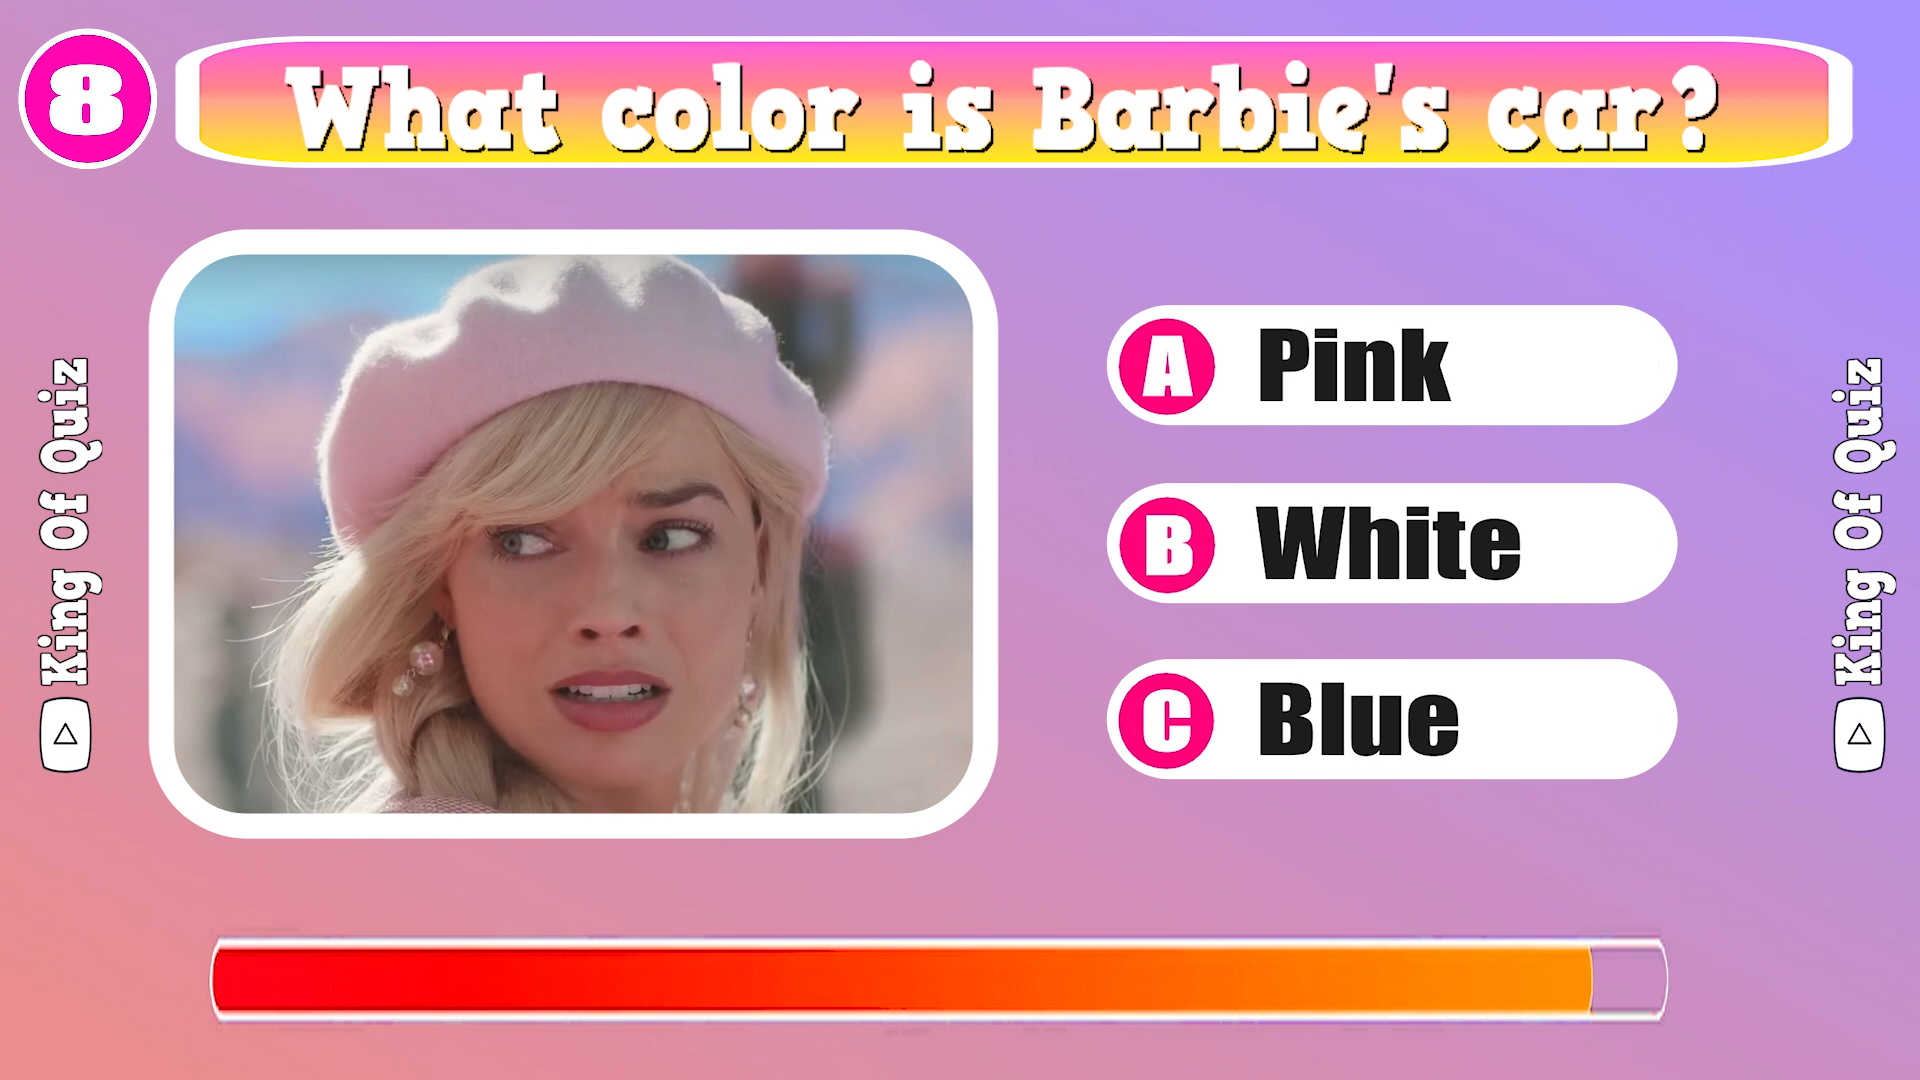 8
What color is Barbie's car?
A Pink
B White
C Blue
King Of Quiz
King Of Quiz